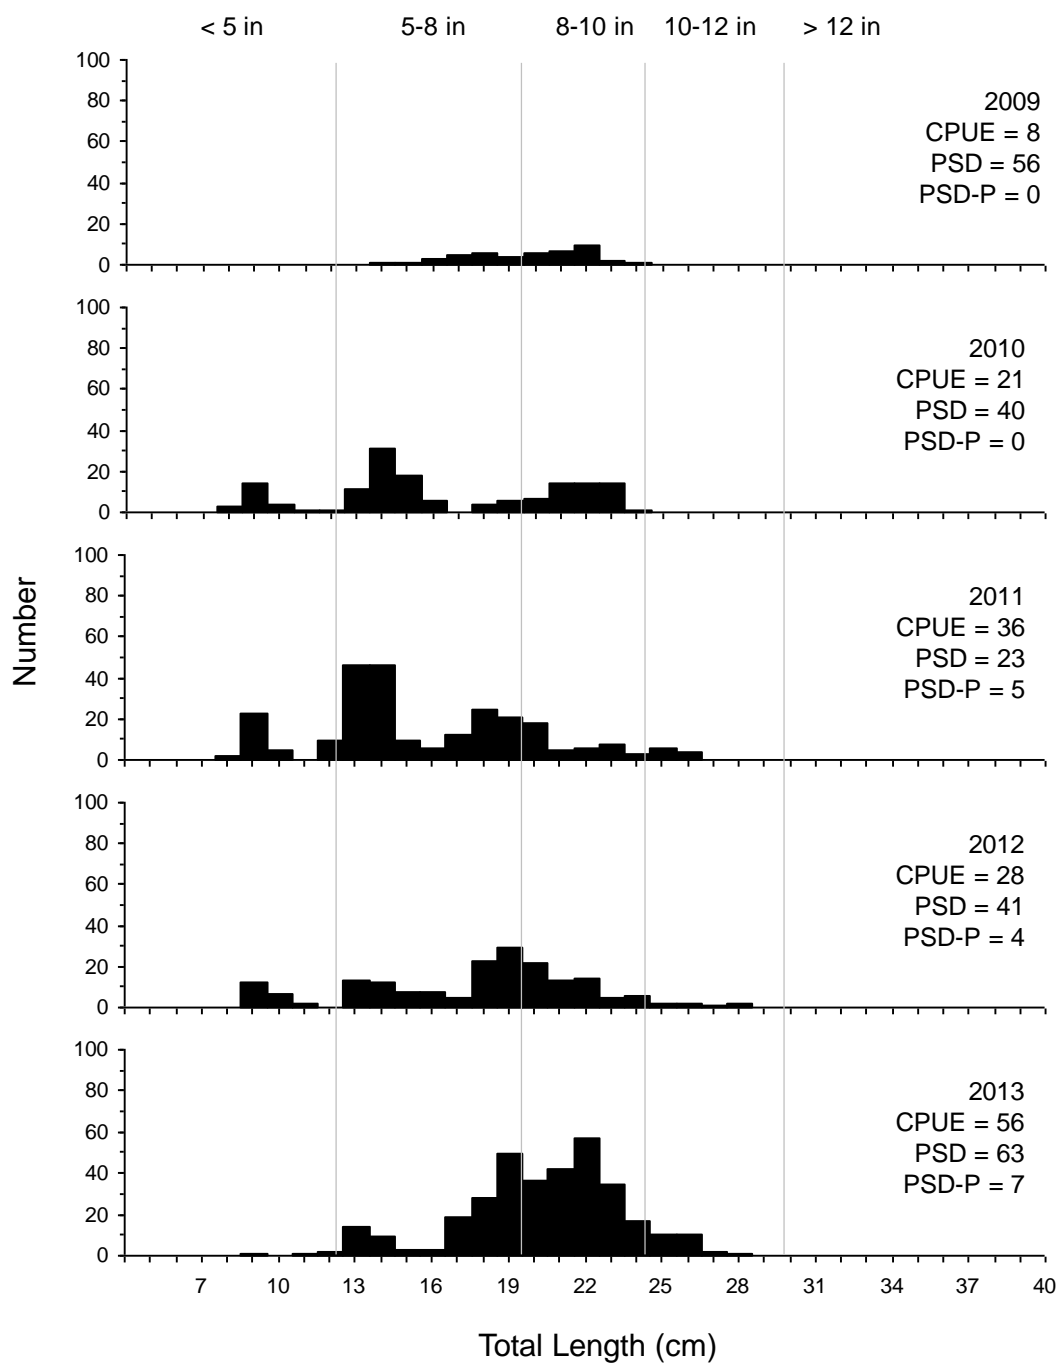 < 5 in 5-8 in 8-10 in 10-12 in > 12 in
100
80
60
40
20
0
2009
CPUE = 8
PSD = 56
PSD-P = 0
100
80
60
40
20
0
2010
CPUE = 21
PSD = 40
PSD-P = 0
100
80
60
40
20
0
2011
CPUE = 36
PSD = 23
PSD-P = 5
Number
100
80
60
40
20
0
2012
CPUE = 28
PSD = 41
PSD-P = 4
100
80
60
40
20
0
2013
CPUE = 56
PSD = 63
PSD-P = 7
7 10 13 16 19 22 25 28 31 34 37 40
Total Length (cm)